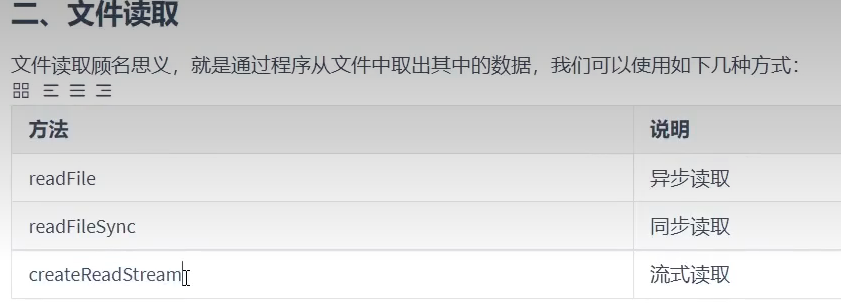 二、文件读取
文件读取顾名思义，就是通过程序从文件中取出其中的数据，我们可以使用如下几种方式：
方法 说明
readFile 异步读取
readFileSync 同步读取
createReadStream 流式读取